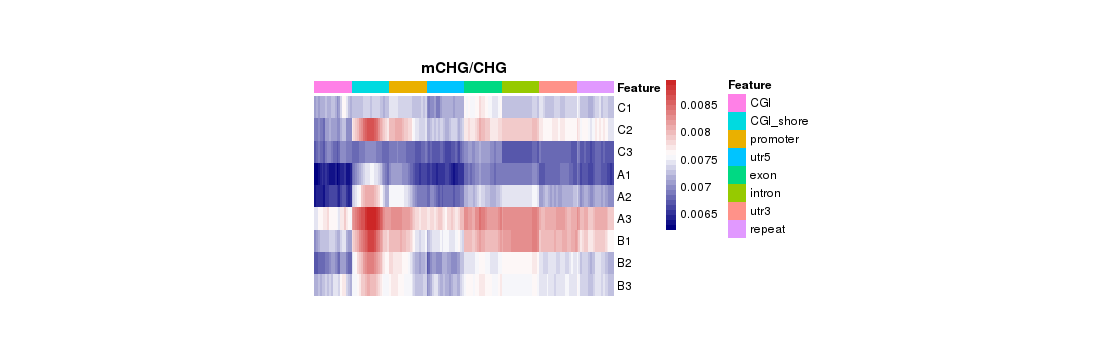 mCHG/CHG
Feature
C1
C2
C3
A1
A2
A3
B1
B2
B3
0.0085
0.008
0.0075
0.007
0.0065
Feature
CGI
CGI_shore
promoter
utr5
exon
intron
utr3
repeat